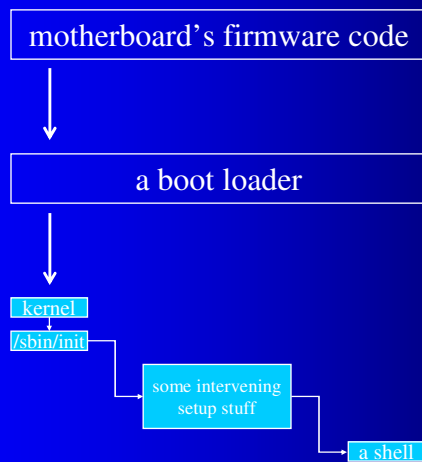 motherboard’s firmware code
a boot loader
kernel
/sbin/init
some intervening
setup stuff
a shell